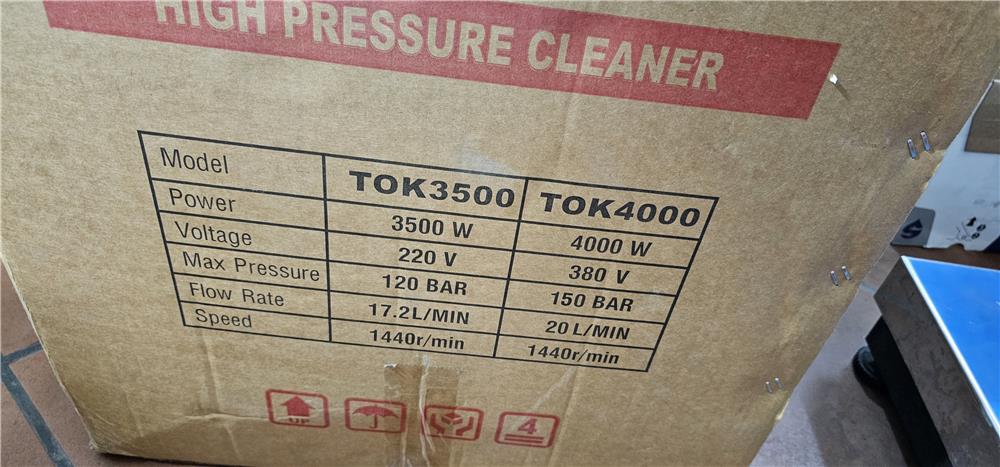 HIGH PRESSURE CLEANER
Model TOK3500 TOK4000
Power 3500 W 4000 W
Voltage 220 V 380 V
Max Pressure 120 BAR 150 BAR
Flow Rate 17.2L/MIN 20 L/MIN
Speed 1440r/min 1440r/min
UP 4